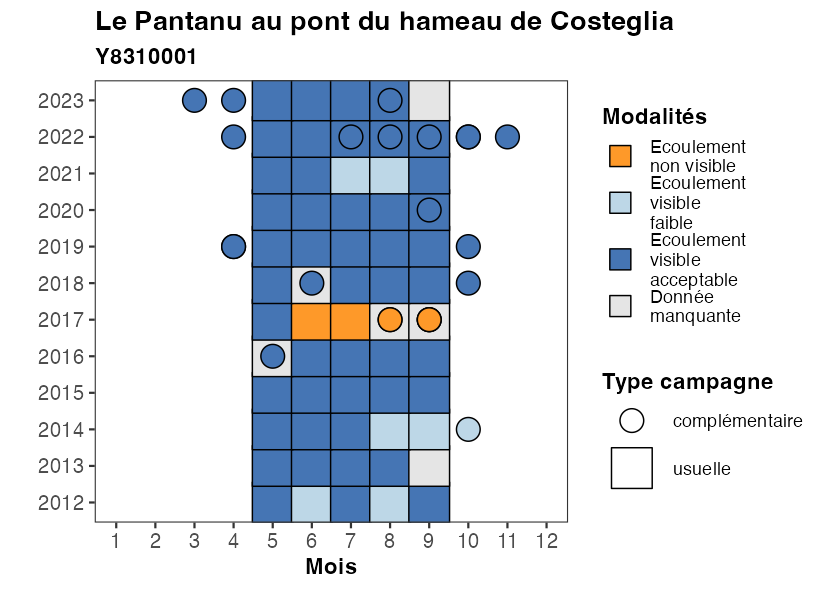 Le Pantanu au pont du hameau de Costeglia
Y8310001
2023
2022
2021
2020
2019
2018
2017
2016
2015
2014
2013
2012
1 2 3 4 5 6 7 8 9 10 11 12
Mois
Modalités
Ecoulement
non visible
Ecoulement
visible
faible
Ecoulement
visible
acceptable
Donnée
manquante
Type campagne
complémentaire
usuelle